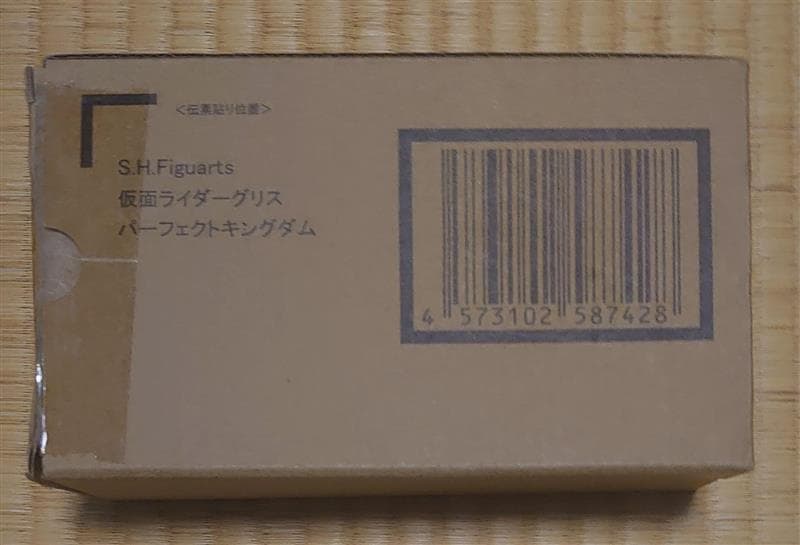 <伝票貼り位置>
S.H.Figuarts
仮面ライダーグリス
パーフェクトキングダム
4 573102 587428